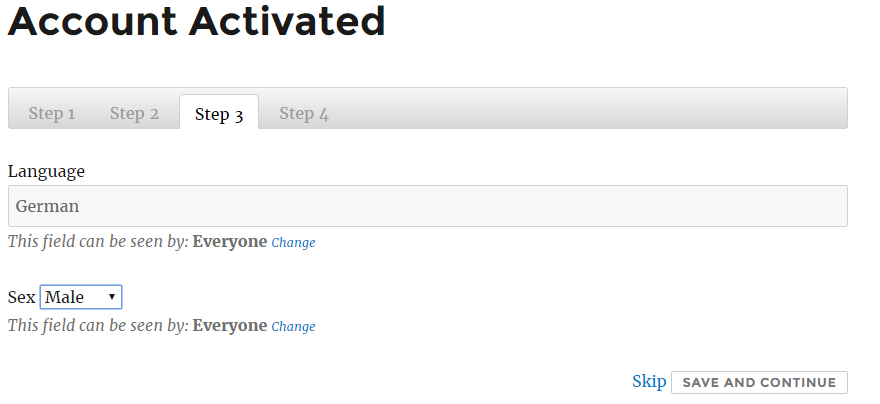 Account Activated
Step 1 Step 2 Step 3 Step 4
Language
German
This field can be seen by: Everyone Change
Sex Male
This field can be seen by: Everyone Change
Skip SAVE AND CONTINUE